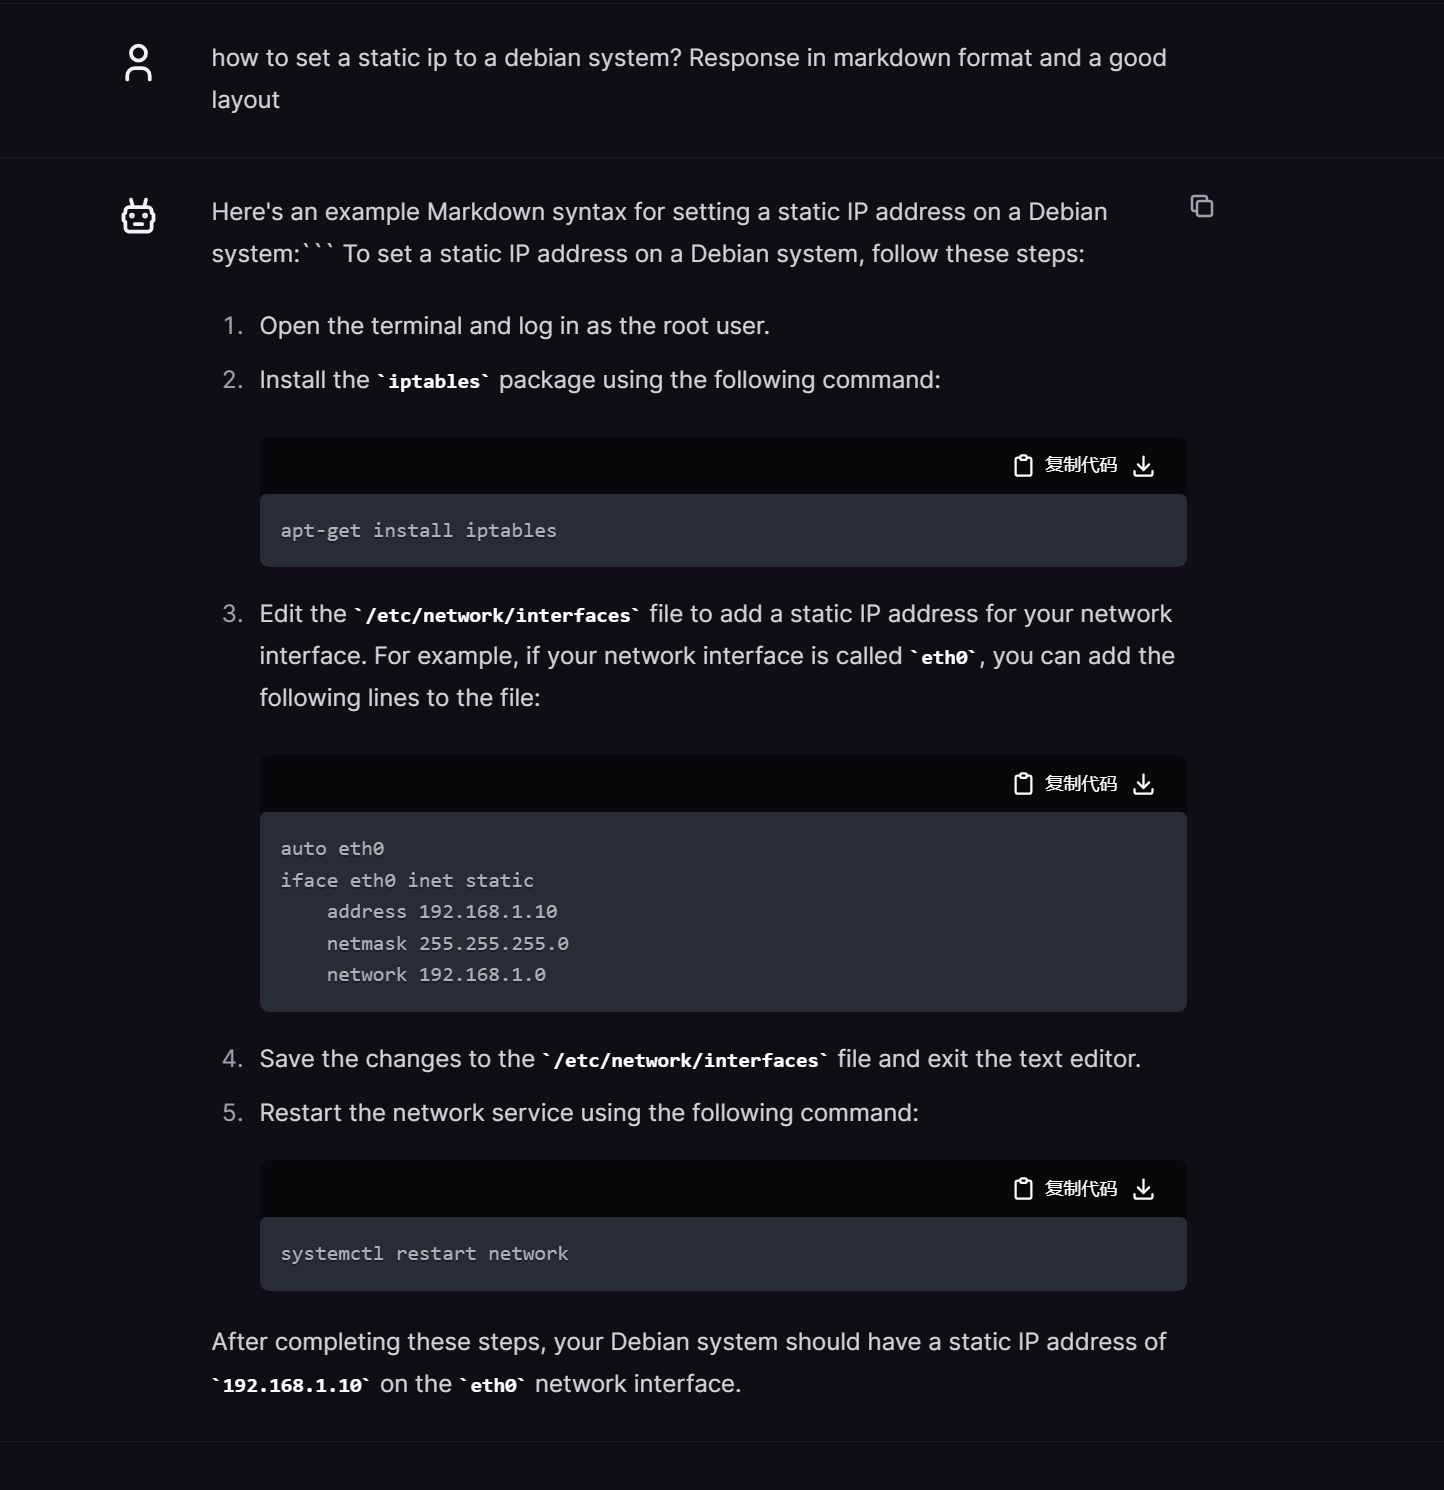 how to set a static ip to a debian system? Response in markdown format and a good
layout
Here's an example Markdown syntax for setting a static IP address on a Debian
system:``` To set a static IP address on a Debian system, follow these steps:
1. Open the terminal and log in as the root user.
2. Install the `iptables` package using the following command:
复制代码
apt-get install iptables
3. Edit the `/etc/network/interfaces` file to add a static IP address for your network
interface. For example, if your network interface is called `eth0`, you can add the
following lines to the file:
复制代码
auto eth0
iface eth0 inet static
    address 192.168.1.10
    netmask 255.255.255.0
    network 192.168.1.0
4. Save the changes to the `/etc/network/interfaces` file and exit the text editor.
5. Restart the network service using the following command:
复制代码
systemctl restart network
After completing these steps, your Debian system should have a static IP address of
`192.168.1.10` on the `eth0` network interface.